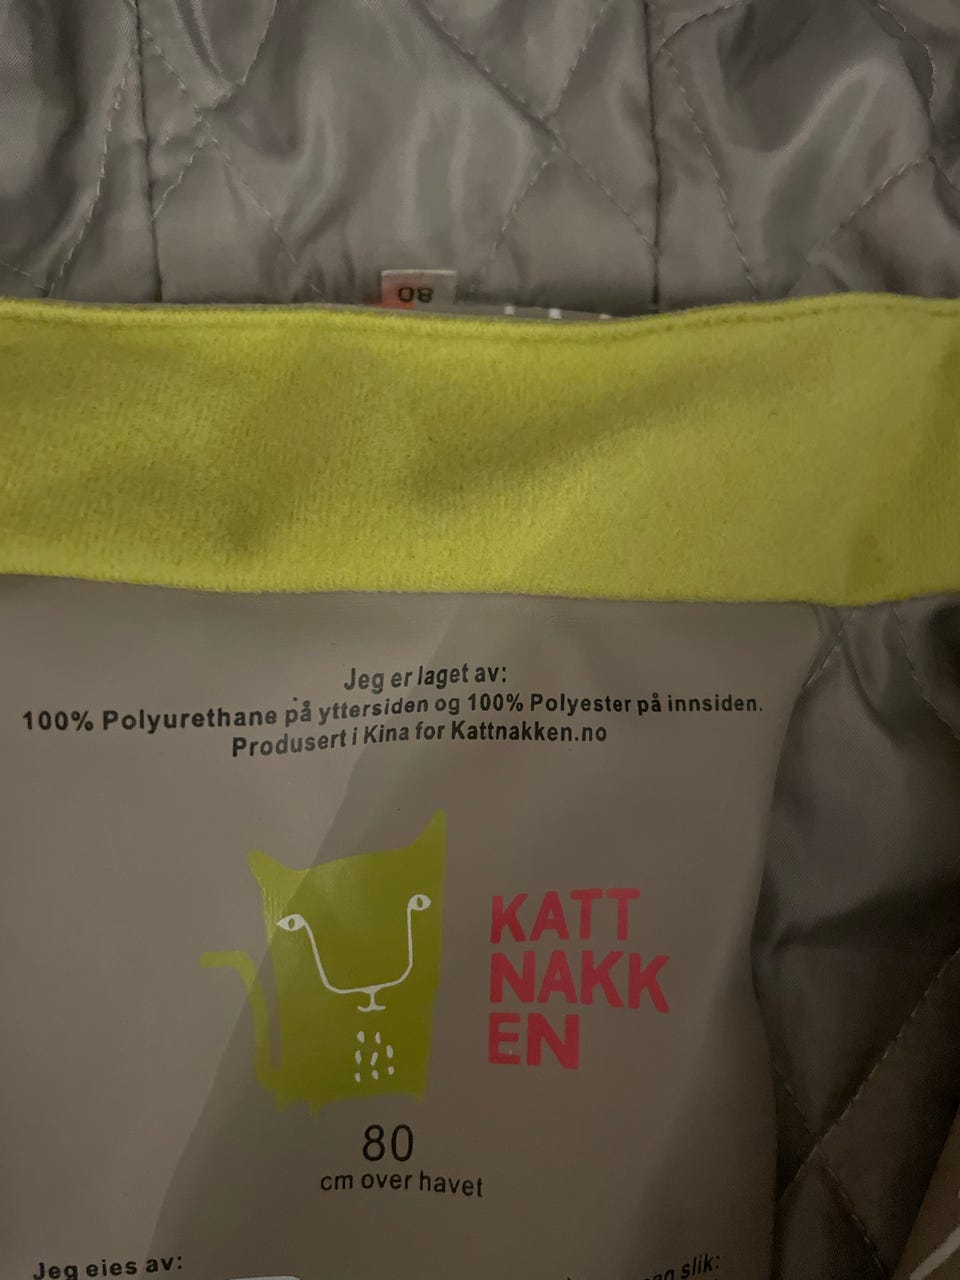 80
Jeg er laget av:
100% Polyurethane på yttersiden og 100% Polyester på innsiden.
Produsert i Kina for Kattnakken.no
KATT
NAKK
EN
80
cm over havet
Jeg eies av:
slik: